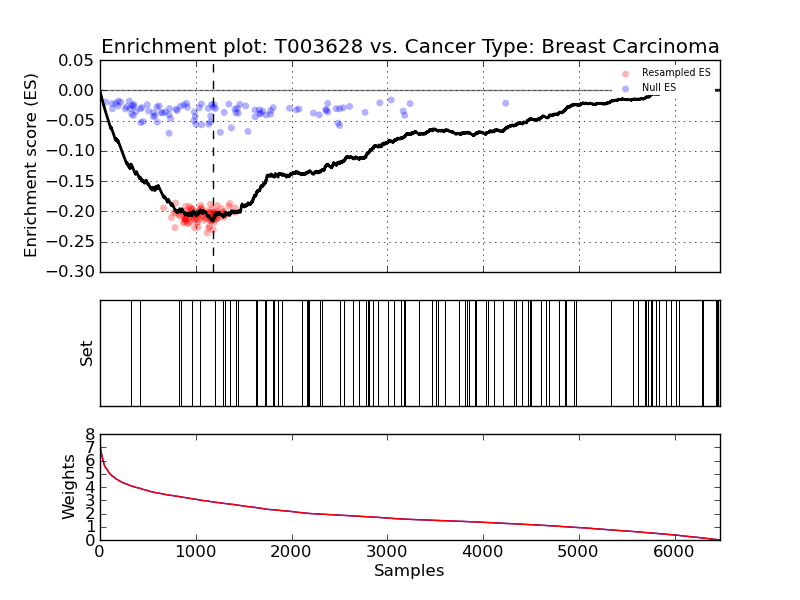 Enrichment plot: T003628 vs. Cancer Type: Breast Carcinoma
Enrichment score (ES)
0.05
0.00
−0.05
−0.10
−0.15
−0.20
−0.25
−0.30
Resampled ES
Null ES
Set
Weights
8
7
6
5
4
3
2
1
0
0 1000 2000 3000 4000 5000 6000
Samples